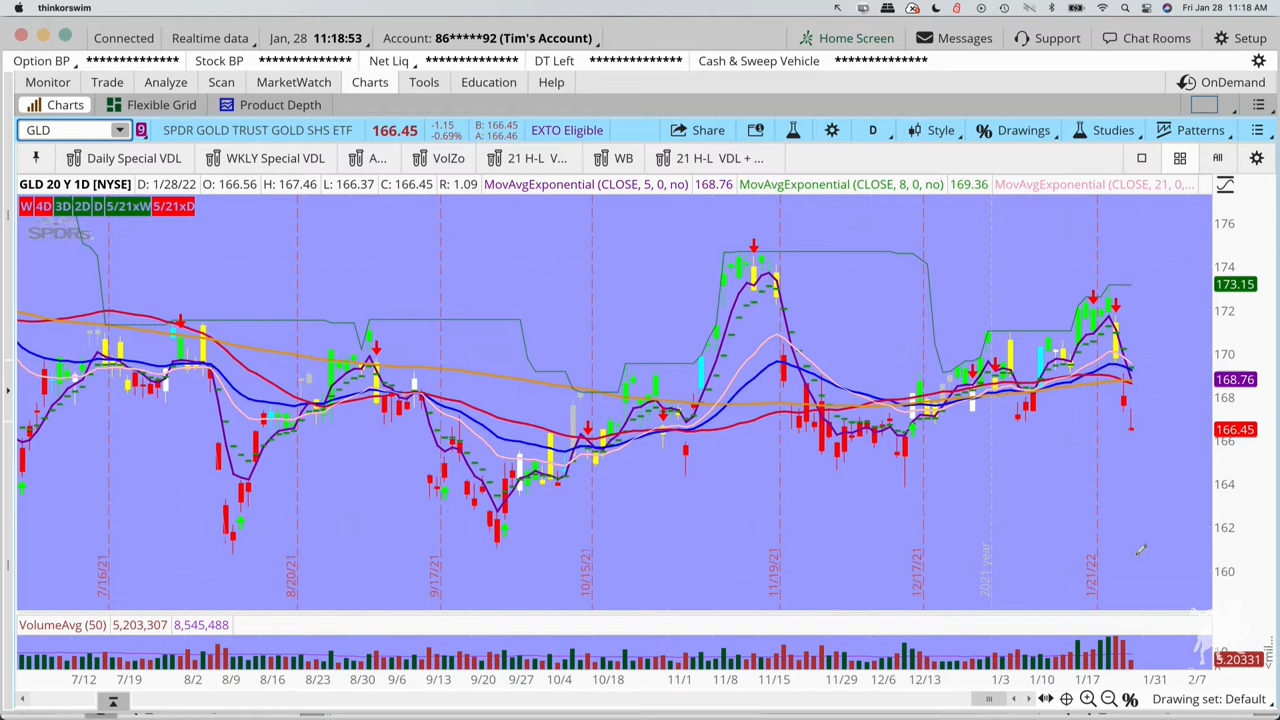 thinkorswim Fri Jan 28 11:18 AM
Connected Realtime data Jan, 28 11:18:53 Account: 86*****92 (Tim's Account) Home Screen Messages Support Chat Rooms Setup
Option BP ************** Stock BP ************** Net Liq ************** DT Left ************** Cash & Sweep Vehicle **************
Monitor Trade Analyze Scan MarketWatch Charts Tools Education Help OnDemand
Charts Flexible Grid Product Depth
GLD 9 SPDR GOLD TRUST GOLD SHS ETF 166.45 -1.15 -0.69% B: 166.45 A: 166.46 EXTO Eligible Share D Style Drawings Studies Patterns
Daily Special VDL WKLY Special VDL A... VolZo 21 H-L V... WB 21 H-L VDL + ... All
GLD 20 Y 1D [NYSE] D: 1/28/22 O: 166.56 H: 167.46 L: 166.37 C: 166.45 R: 1.09 MovAvgExponential (CLOSE, 5, 0, no) 168.76 MovAvgExponential (CLOSE, 8, 0, no) 169.36 MovAvgExponential (CLOSE, 21, 0,...
W 4D 3D 2D D 5/21xW 5/21xD
SPDRs
176
174
173.15
172
170
168.76
168
166.45
166
164
162
160
7/16/21 8/20/21 9/17/21 10/15/21 11/19/21 12/17/21 2021 year 1/21/22
VolumeAvg (50) 5,203,307 8,545,488
10
5.20331
<mil...
7/12 7/19 8/2 8/9 8/16 8/23 8/30 9/13 9/20 9/27 10/4 10/18 11/1 11/8 11/15 11/29 12/6 12/13 1/3 1/10 1/17 1/31 2/7
Drawing set: Default